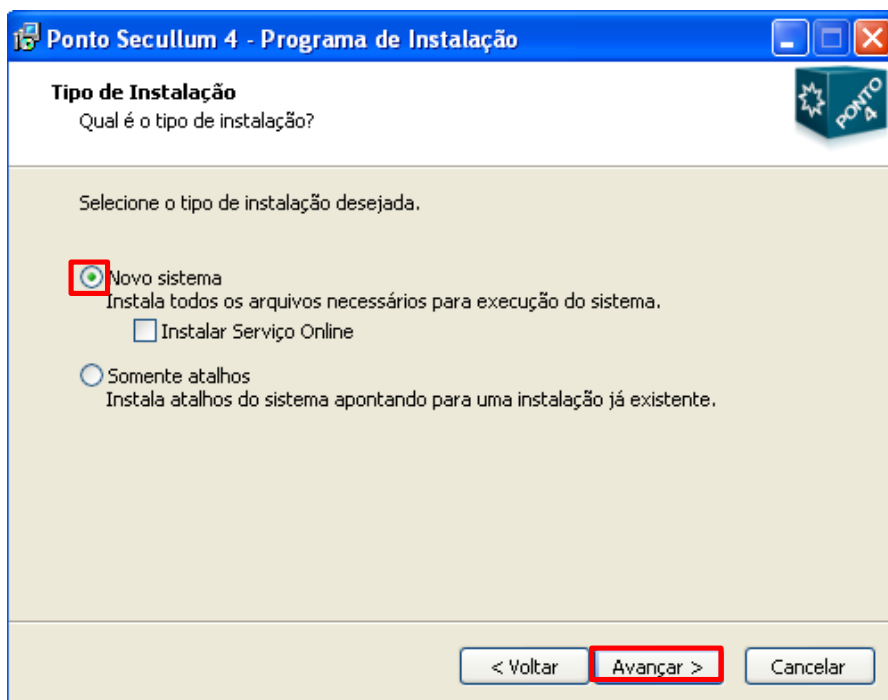 Ponto Secullum 4 - Programa de Instalação
Tipo de Instalação
Qual é o tipo de instalação?
PONTO 4
Selecione o tipo de instalação desejada.
Novo sistema
Instala todos os arquivos necessários para execução do sistema.
Instalar Serviço Online
Somente atalhos
Instala atalhos do sistema apontando para uma instalação já existente.
< Voltar Avançar > Cancelar